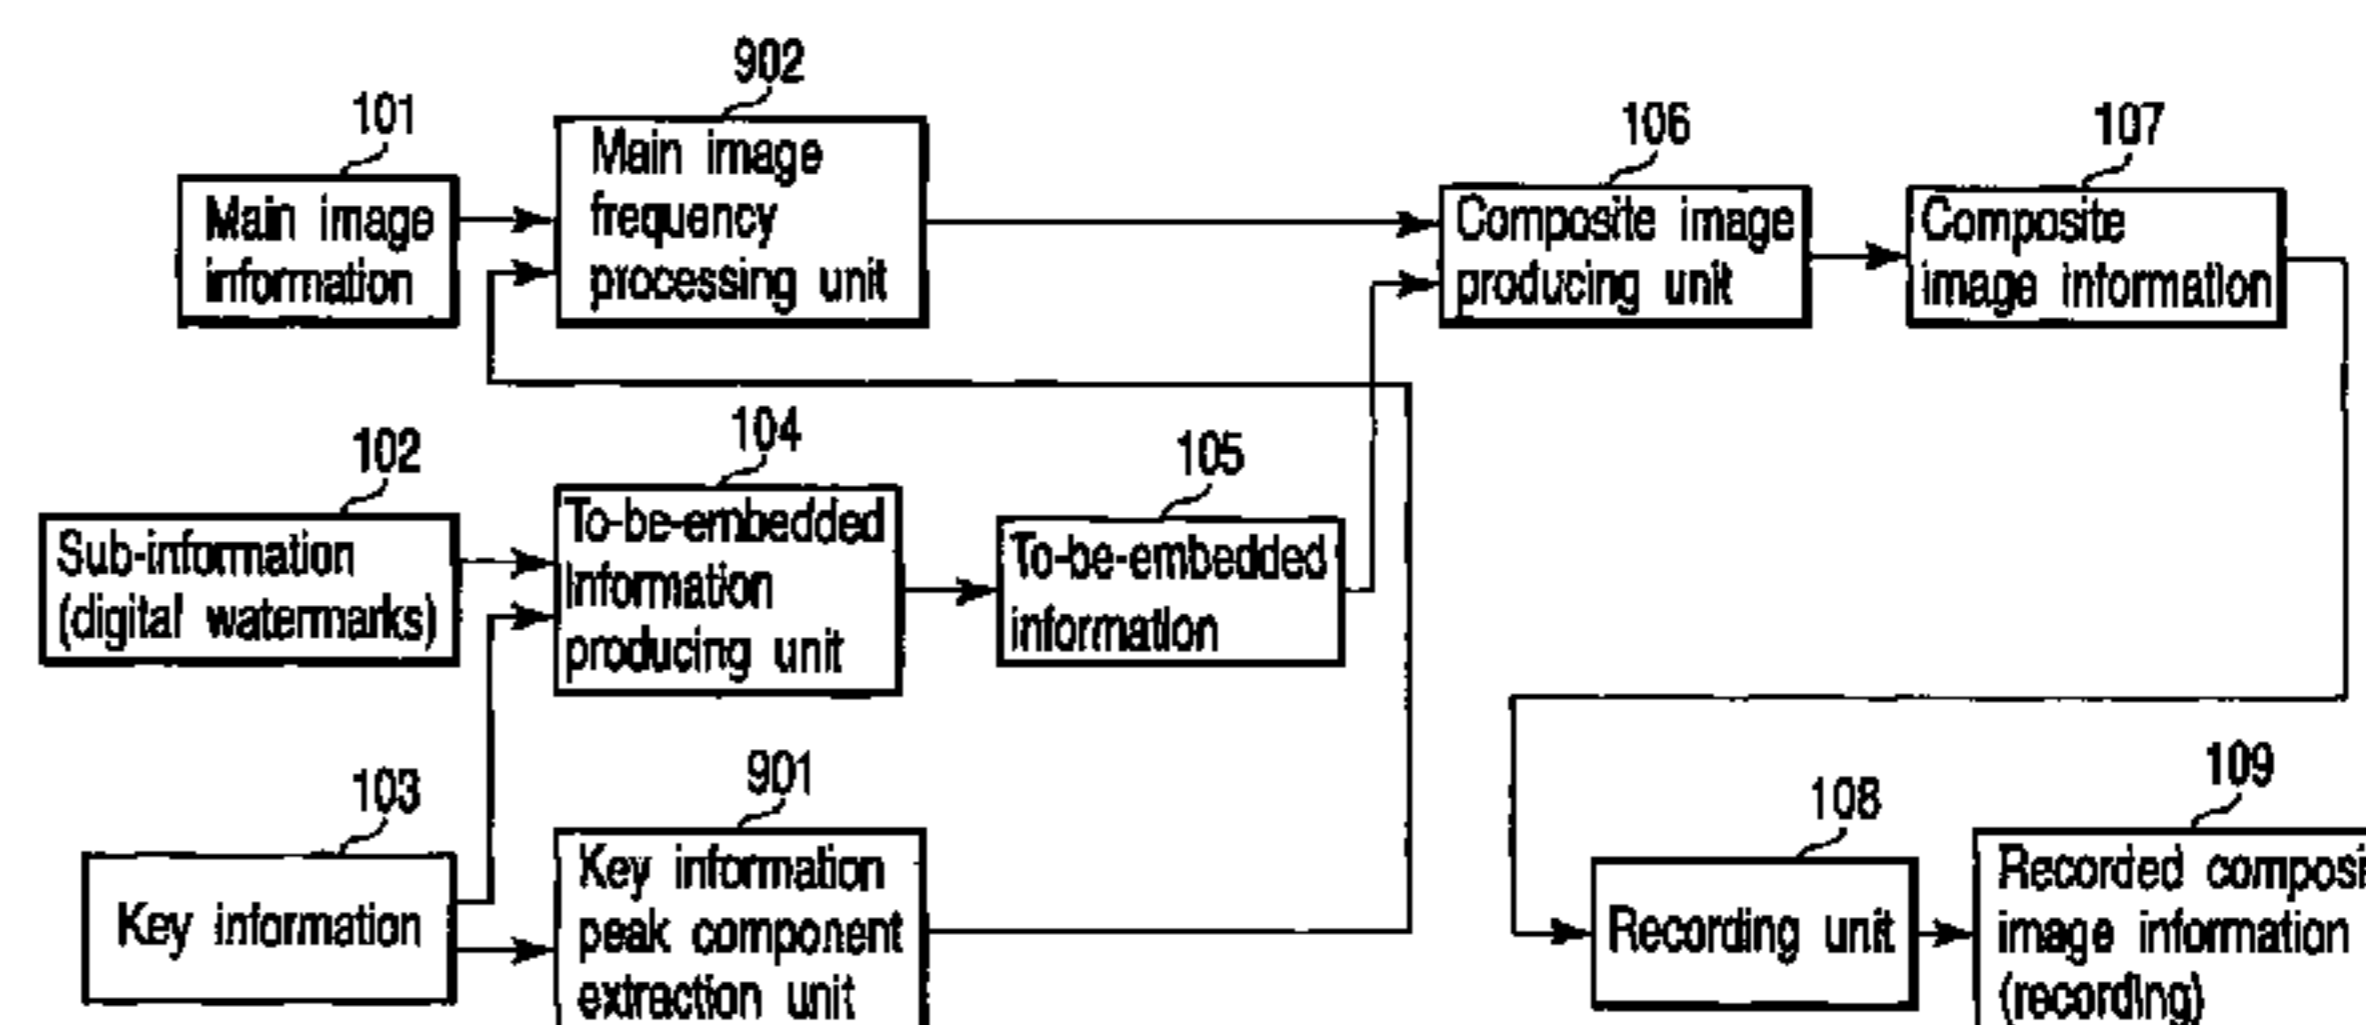 902
101
Main image
frequency
processing unit
Main image
information
106
Composite image
producing unit
107
Composite
image information
102
Sub-information
(digital watermarks)
104
To-be-embedded
information
producing unit
105
To-be-embedded
information
103
Key information
901
Key information
peak component
extraction unit
108
Recording unit
109
Recorded
image information
(recording)